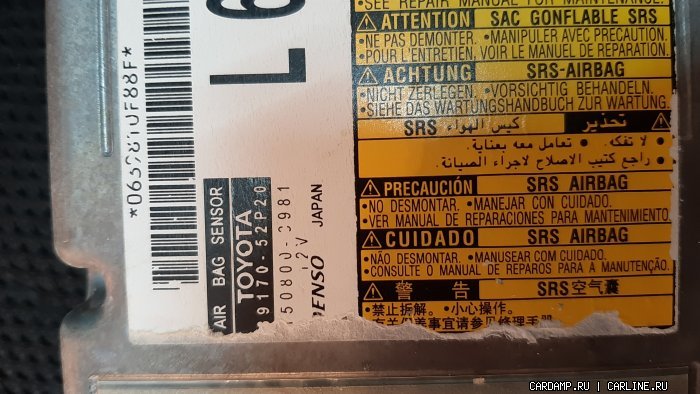 L
AIR BAG SENSOR
TOYOTA
DENSO JAPAN
•SEE REPAIR MANUAL FOR MAINTENANCE.
ATTENTION SAC GONFLABLE SRS
•NE PAS DEMONTER. •MANIPULER AVEC PRECAUTION.
•POUR L'ENTRETIEN, VOIR LE MANUEL DE REPARATION.
ACHTUNG SRS-AIRBAG
•NICHT ZERLEGEN. •VORSICHTIG BEHANDELN.
•SIEHE DAS WARTUNGSHANDBUCH ZUR WARTUNG.
تحذير كيس الهواء SRS
• لا تفكه. • تعامل معه بعناية.
• راجع كتيب الاصلاح لاجراء الصيانة.
PRECAUCIÓN SRS AIRBAG
•NO DESMONTAR. •MANEJAR CON CUIDADO.
•VER MANUAL DE REPARACIONES PARA MANTENIMIENTO.
CUIDADO SRS AIRBAG
•NÃO DESMONTAR. •MANUSEAR COM CUIDADO.
•CONSULTE O MANUAL DE REPAROS PARA A MANUTENÇÃO.
警 告 SRS空气囊
•禁止拆解。 •小心操作。
CARDAMP.RU | CARLINE.RU